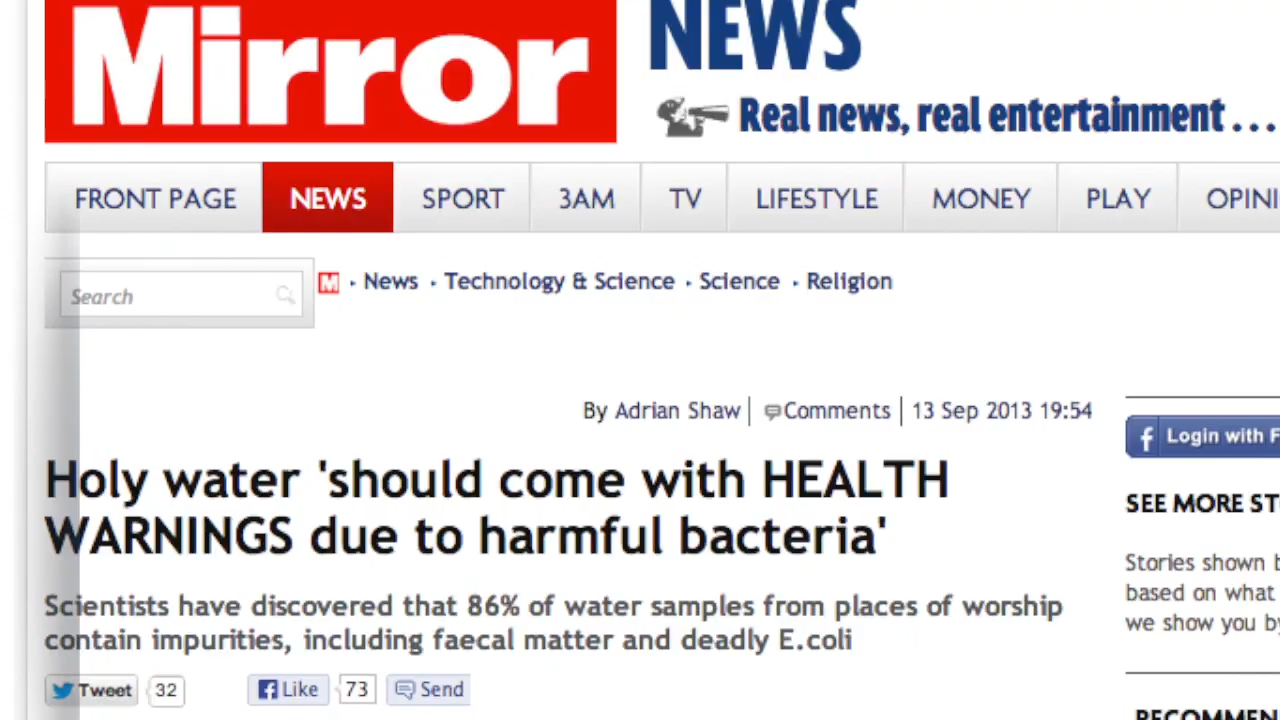 Mirror
NEWS
Real news, real entertainment ...
FRONT PAGE NEWS SPORT 3AM TV LIFESTYLE MONEY PLAY OPINI
Search
M News Technology & Science Science Religion
By Adrian Shaw Comments 13 Sep 2013 19:54
Login with F
Holy water 'should come with HEALTH
WARNINGS due to harmful bacteria'
SEE MORE ST
Stories shown b
based on what
we show you by
Scientists have discovered that 86% of water samples from places of worship
contain impurities, including faecal matter and deadly E.coli
Tweet 32 Like 73 Send
RECOMMEN